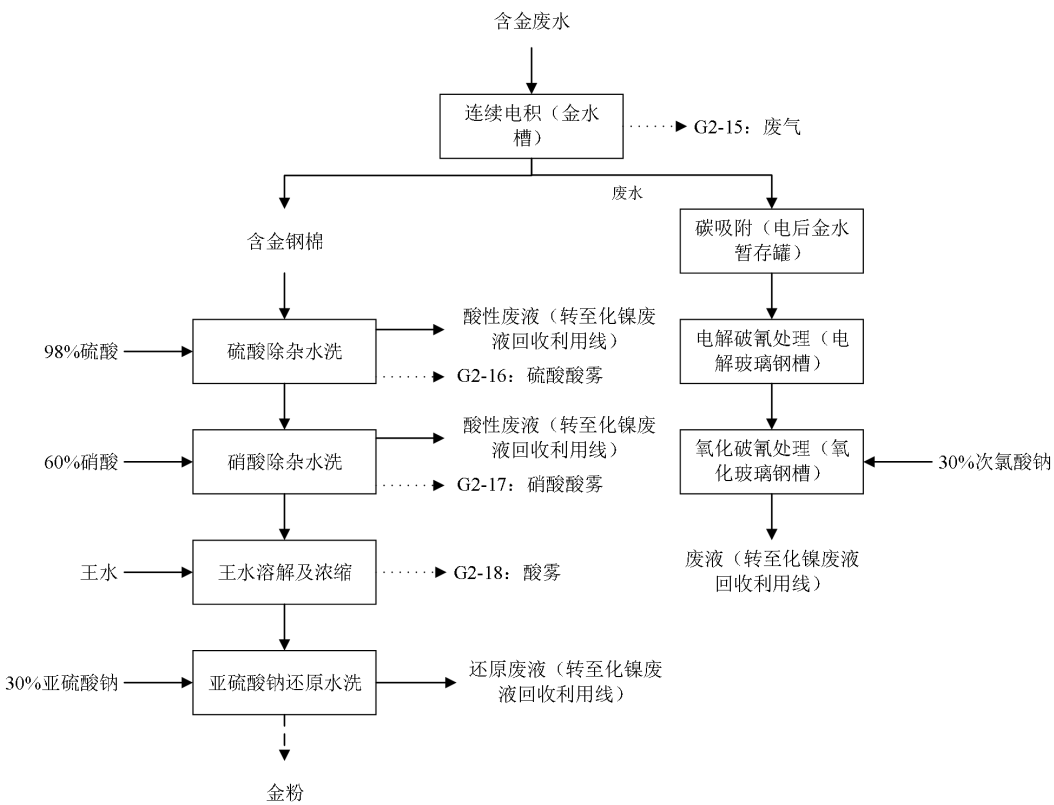 含金废水
连续电积（金水
槽）
G2-15：废气
废水
含金钢棉
碳吸附（电后金水
暂存罐）
98%硫酸
硫酸除杂水洗
酸性废液（转至化镍废
液回收利用线）
G2-16：硫酸酸雾
电解破氰处理（电
解玻璃钢槽）
60%硝酸
硝酸除杂水洗
酸性废液（转至化镍废
液回收利用线）
G2-17：硝酸酸雾
氧化破氰处理（氧
化玻璃钢槽）
30%次氯酸钠
王水
王水溶解及浓缩
G2-18：酸雾
废液（转至化镍废液
回收利用线）
30%亚硫酸钠
亚硫酸钠还原水洗
还原废液（转至化镍废
液回收利用线）
金粉